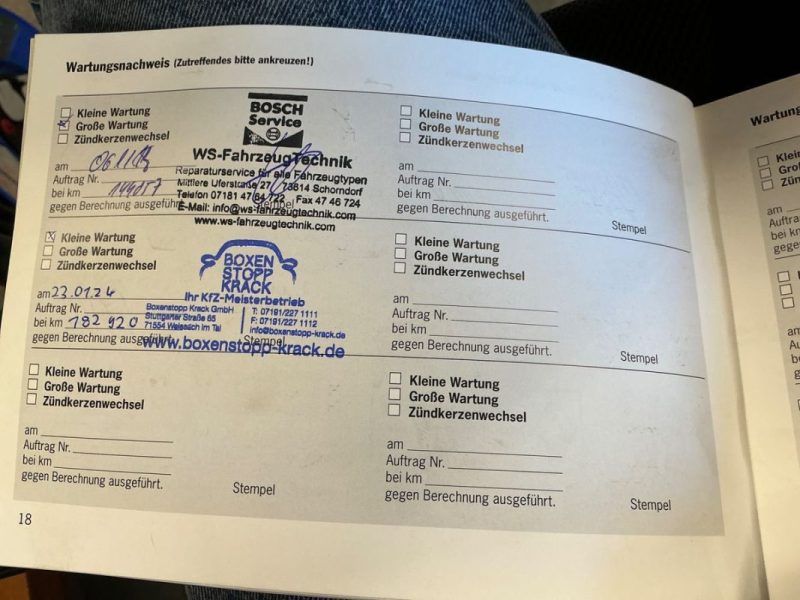 Wartungsnachweis (Zutreffendes bitte ankreuzen!)
Kleine Wartung
Große Wartung
Zündkerzenwechsel
am
Auftrag Nr.
bei km
gegen Berechnung ausgeführt.
Stempel
BOSCH
Service
WS-FahrzeugTechnik
Reparaturservice für alle Fahrzeugtypen
Mittlere Uferstraße 27 73614 Schorndorf
Telefon 07181 47 64 722 Fax 47 46 724
E-Mail: info@ws-fahrzeugtechnik.com
www.ws-fahrzeugtechnik.com
Kleine Wartung
Große Wartung
Zündkerzenwechsel
am
Auftrag Nr.
bei km
gegen Berechnung ausgeführt.
Stempel
Kleine Wartung
Große Wartung
Zündkerzenwechsel
am 23.01.24
Auftrag Nr.
bei km 182 920
gegen Berechnung ausgeführt.
Stempel
BOXEN
STOPP
KRACK
Ihr KfZ-Meisterbetrieb
Boxenstopp Krack GmbH
Stuttgarter Straße 65
71554 Weissach im Tal
T: 07191/227 1111
F: 07191/227 1112
info@boxenstopp-krack.de
www.boxenstopp-krack.de
Kleine Wartung
Große Wartung
Zündkerzenwechsel
am
Auftrag Nr.
bei km
gegen Berechnung ausgeführt.
Stempel
Kleine Wartung
Große Wartung
Zündkerzenwechsel
am
Auftrag Nr.
bei km
gegen Berechnung ausgeführt.
Stempel
Kleine Wartung
Große Wartung
Zündkerzenwechsel
am
Auftrag Nr.
bei km
gegen Berechnung ausgeführt.
Stempel
18